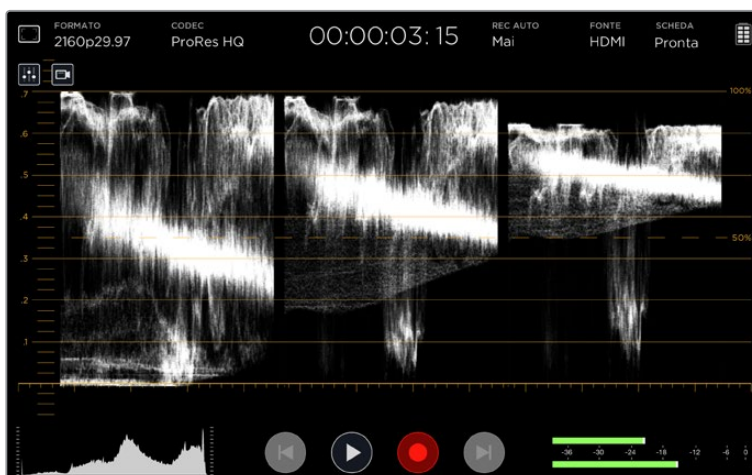 FORMATO
2160p29.97
CODEC
ProRes HQ
00:00:03:15
REC AUTO
Mai
FONTE
HDMI
SCHEDA
Pronta
.7
100%
.6
.5
.4
50%
.3
.2
.1
-36 -30 -24 -18 -12 -6 0